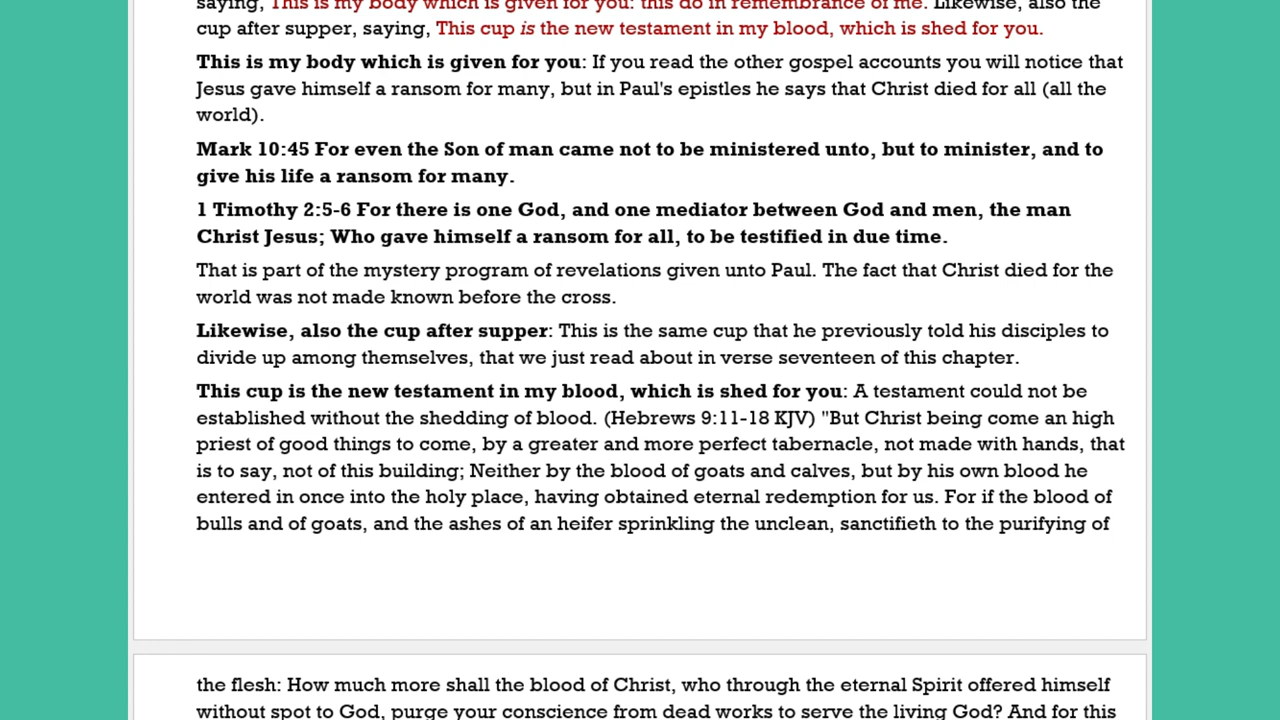 saying, This is my body which is given for you: this do in remembrance of me. Likewise, also the
cup after supper, saying, This cup is the new testament in my blood, which is shed for you.
This is my body which is given for you: If you read the other gospel accounts you will notice that
Jesus gave himself a ransom for many, but in Paul's epistles he says that Christ died for all (all the
world).
Mark 10:45 For even the Son of man came not to be ministered unto, but to minister, and to
give his life a ransom for many.
1 Timothy 2:5-6 For there is one God, and one mediator between God and men, the man
Christ Jesus; Who gave himself a ransom for all, to be testified in due time.
That is part of the mystery program of revelations given unto Paul. The fact that Christ died for the
world was not made known before the cross.
Likewise, also the cup after supper: This is the same cup that he previously told his disciples to
divide up among themselves, that we just read about in verse seventeen of this chapter.
This cup is the new testament in my blood, which is shed for you: A testament could not be
established without the shedding of blood. (Hebrews 9:11-18 KJV) "But Christ being come an high
priest of good things to come, by a greater and more perfect tabernacle, not made with hands, that
is to say, not of this building; Neither by the blood of goats and calves, but by his own blood he
entered in once into the holy place, having obtained eternal redemption for us. For if the blood of
bulls and of goats, and the ashes of an heifer sprinkling the unclean, sanctifieth to the purifying of
the flesh: How much more shall the blood of Christ, who through the eternal Spirit offered himself
without spot to God, purge your conscience from dead works to serve the living God? And for this